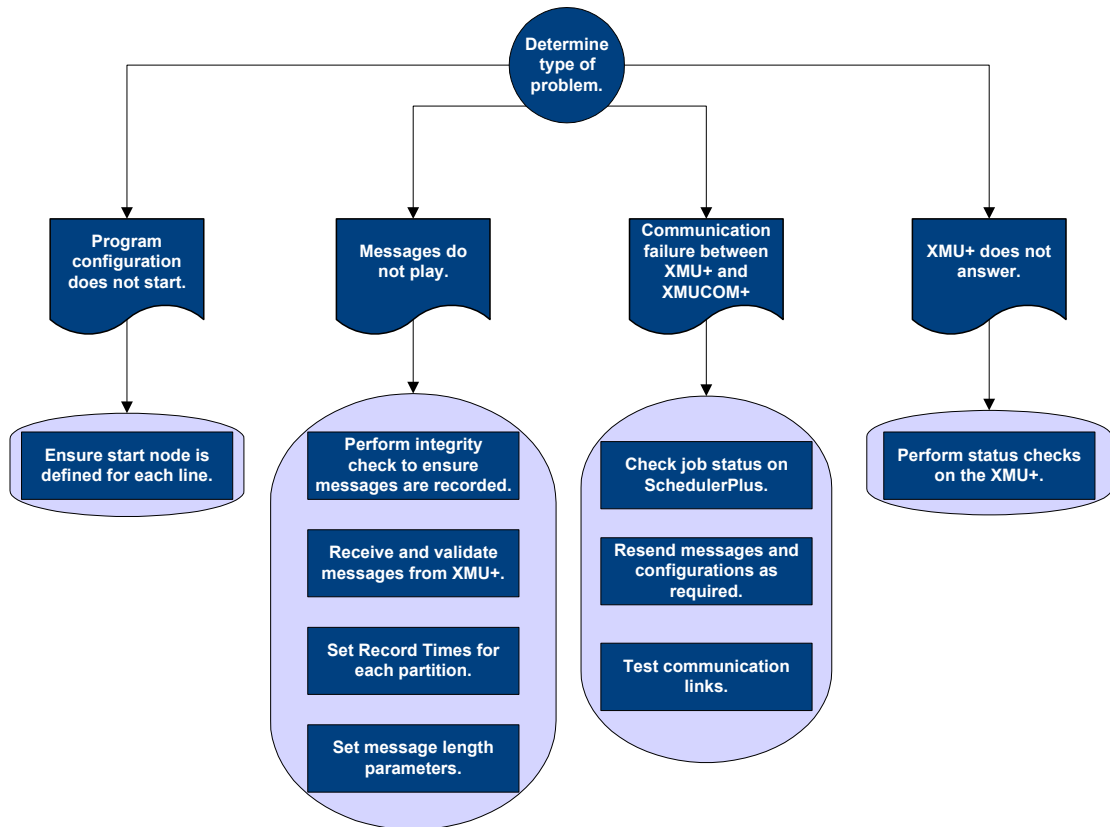 Determine
type of
problem.
Program
configuration
does not start.
Messages do
not play.
Communication
failure between
XMU+ and
XMUCOM+
XMU+ does not
answer.
Ensure start node is
defined for each line.
Perform integrity
check to ensure
messages are recorded.
Receive and validate
messages from XMU+.
Set Record Times for
each partition.
Set message length
parameters.
Check job status on
SchedulerPlus.
Resend messages and
configurations as
required.
Test communication
links.
Perform status checks
on the XMU+.